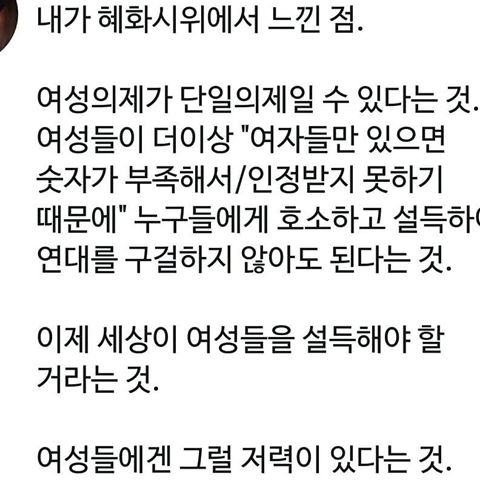 내가 혜화시위에서 느낀 점.
여성의제가 단일의제일 수 있다는 것.
여성들이 더이상 "여자들만 있으면
숫자가 부족해서/인정받지 못하기
때문에" 누구들에게 호소하고 설득하
연대를 구걸하지 않아도 된다는 것.
이제 세상이 여성들을 설득해야 할
거라는 것.
여성들에겐 그럴 저력이 있다는 것.